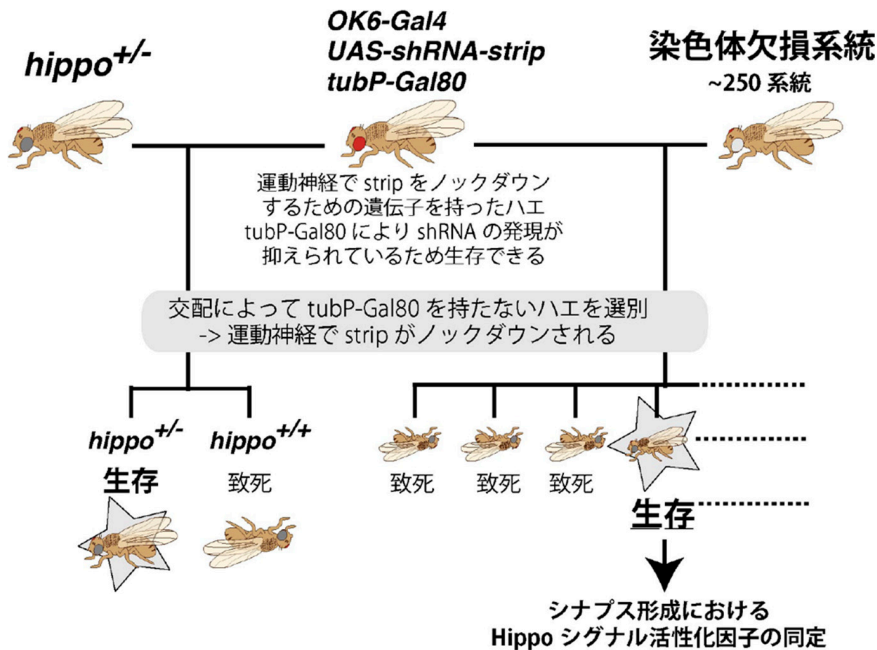 hippo+/-
OK6-Gal4
UAS-shRNA-strip
tubP-Gal80
染色体欠損系統
~250 系統
運動神経で strip をノックダウン
するための遺伝子を持ったハエ
tubP-Gal80 により shRNA の発現が
抑えられているため生存できる
交配によって tubP-Gal80 を持たないハエを選別
-> 運動神経で strip がノックダウンされる
hippo+/- hippo+/+
生存 致死
致死 致死 致死
生存
シナプス形成における
Hippo シグナル活性化因子の同定